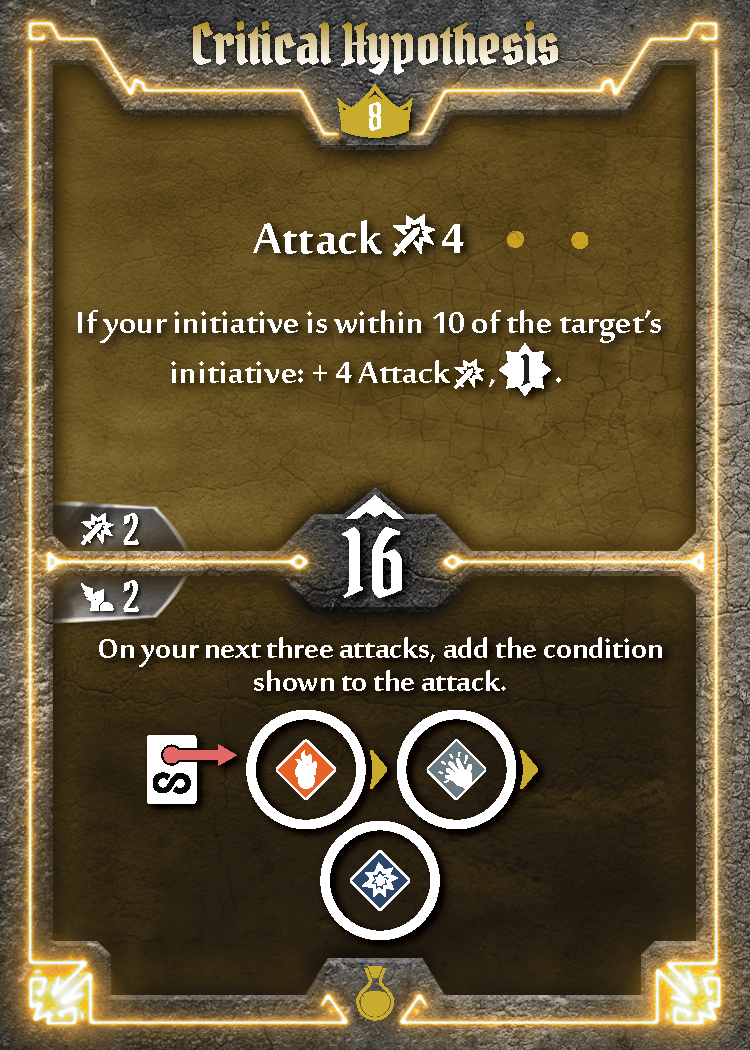 Critical Hypothesis
8
Attack 4
If your initiative is within 10 of the target's
initiative: + 4 Attack, 1.
2
16
2
On your next three attacks, add the condition
shown to the attack.